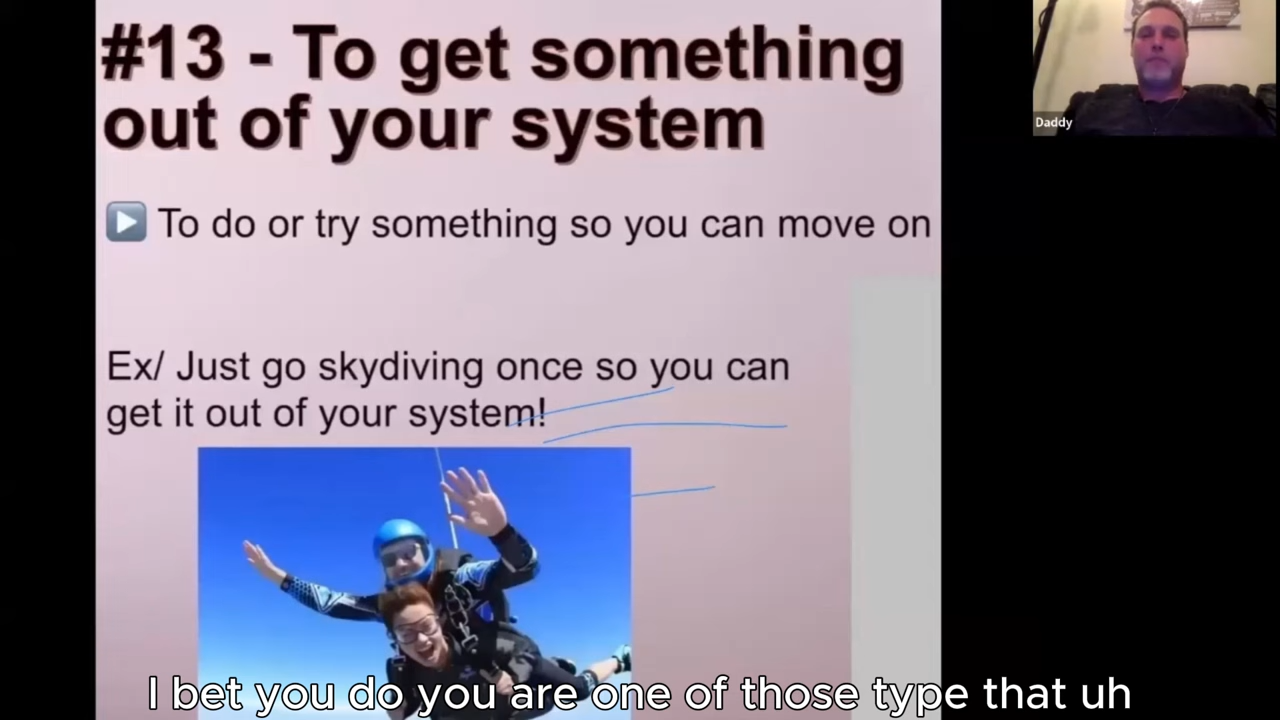 #13 - To get something
out of your system
Daddy
To do or try something so you can move on
Ex/ Just go skydiving once so you can
get it out of your system!
I bet you do you are one of those type that uh